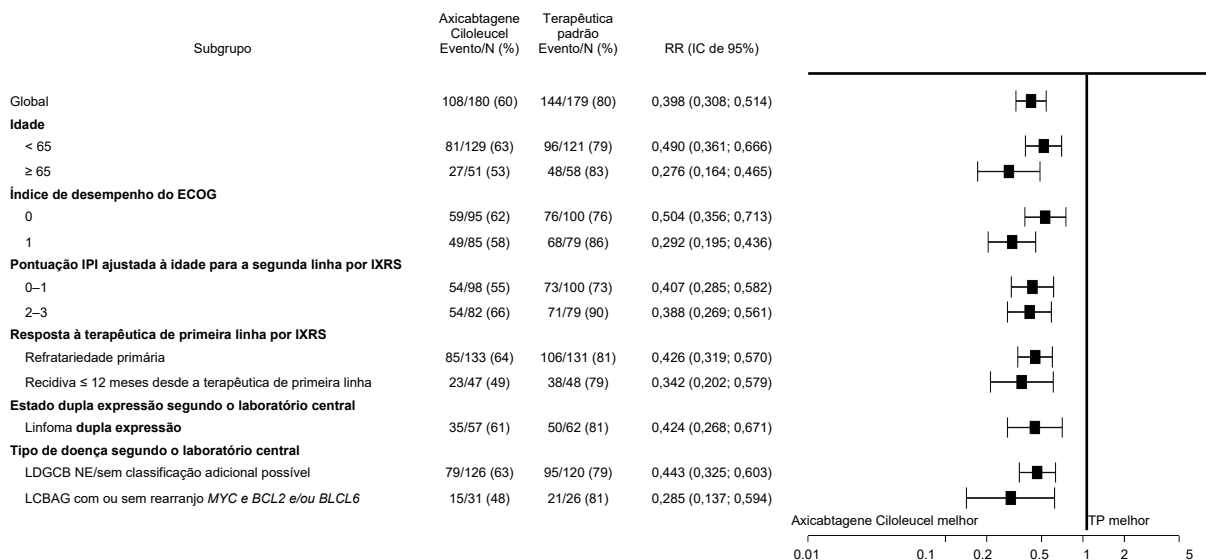 Subgrupo
Axicabtagene
Ciloleucel
Evento/N (%)
Terapêutica
padrão
Evento/N (%)
RR (IC de 95%)
Global 108/180 (60) 144/179 (80) 0,398 (0,308; 0,514)
Idade
< 65 81/129 (63) 96/121 (79) 0,490 (0,361; 0,666)
≥ 65 27/51 (53) 48/58 (83) 0,276 (0,164; 0,465)
Índice de desempenho do ECOG
0 59/95 (62) 76/100 (76) 0,504 (0,356; 0,713)
1 49/85 (58) 68/79 (86) 0,292 (0,195; 0,436)
Pontuação IPI ajustada à idade para a segunda linha por IXRS
0–1 54/98 (55) 73/100 (73) 0,407 (0,285; 0,582)
2–3 54/82 (66) 71/79 (90) 0,388 (0,269; 0,561)
Resposta à terapêutica de primeira linha por IXRS
Refratariedade primária 85/133 (64) 106/131 (81) 0,426 (0,319; 0,570)
Recidiva ≤ 12 meses desde a terapêutica de primeira linha 23/47 (49) 38/48 (79) 0,342 (0,202; 0,579)
Estado dupla expressão segundo o laboratório central
Linfoma dupla expressão 35/57 (61) 50/62 (81) 0,424 (0,268; 0,671)
Tipo de doença segundo o laboratório central
LDGCB NE/sem classificação adicional possível 79/126 (63) 95/120 (79) 0,443 (0,325; 0,603)
LCBAG com ou sem rearranjo MYC e BCL2 e/ou BLCL6 15/31 (48) 21/26 (81) 0,285 (0,137; 0,594)
Axicabtagene Ciloleucel melhor TP melhor
0.01 0.1 0.2 0.5 1 2 5